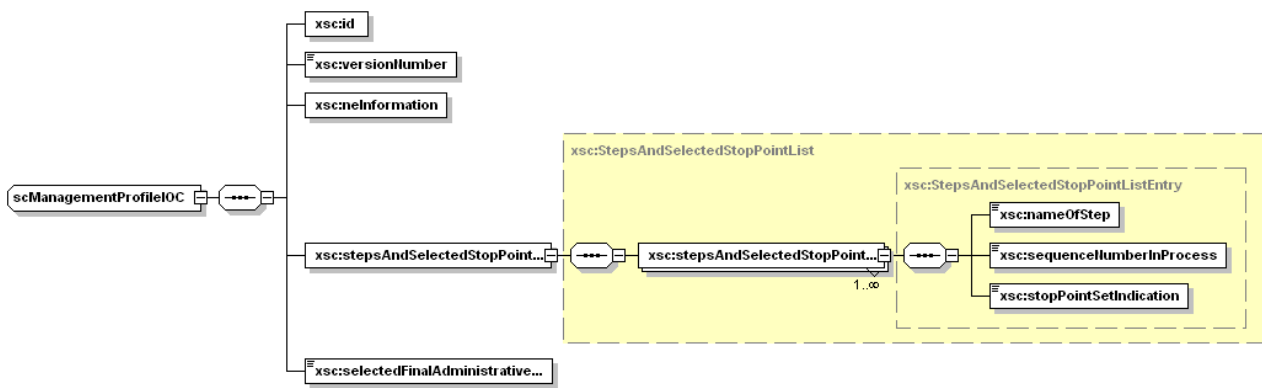 xsc:id
xsc:versionNumber
xsc:neInformation
xsc:StepsAndSelectedStopPointList
xsc:StepsAndSelectedStopPointListEntry
scManagementProfileIOC
xsc:stepsAndSelectedStopPoint...
xsc:stepsAndSelectedStopPoint...
1..∞
xsc:nameOfStep
xsc:sequenceNumberInProcess
xsc:stopPointSetIndication
xsc:selectedFinalAdministrative...